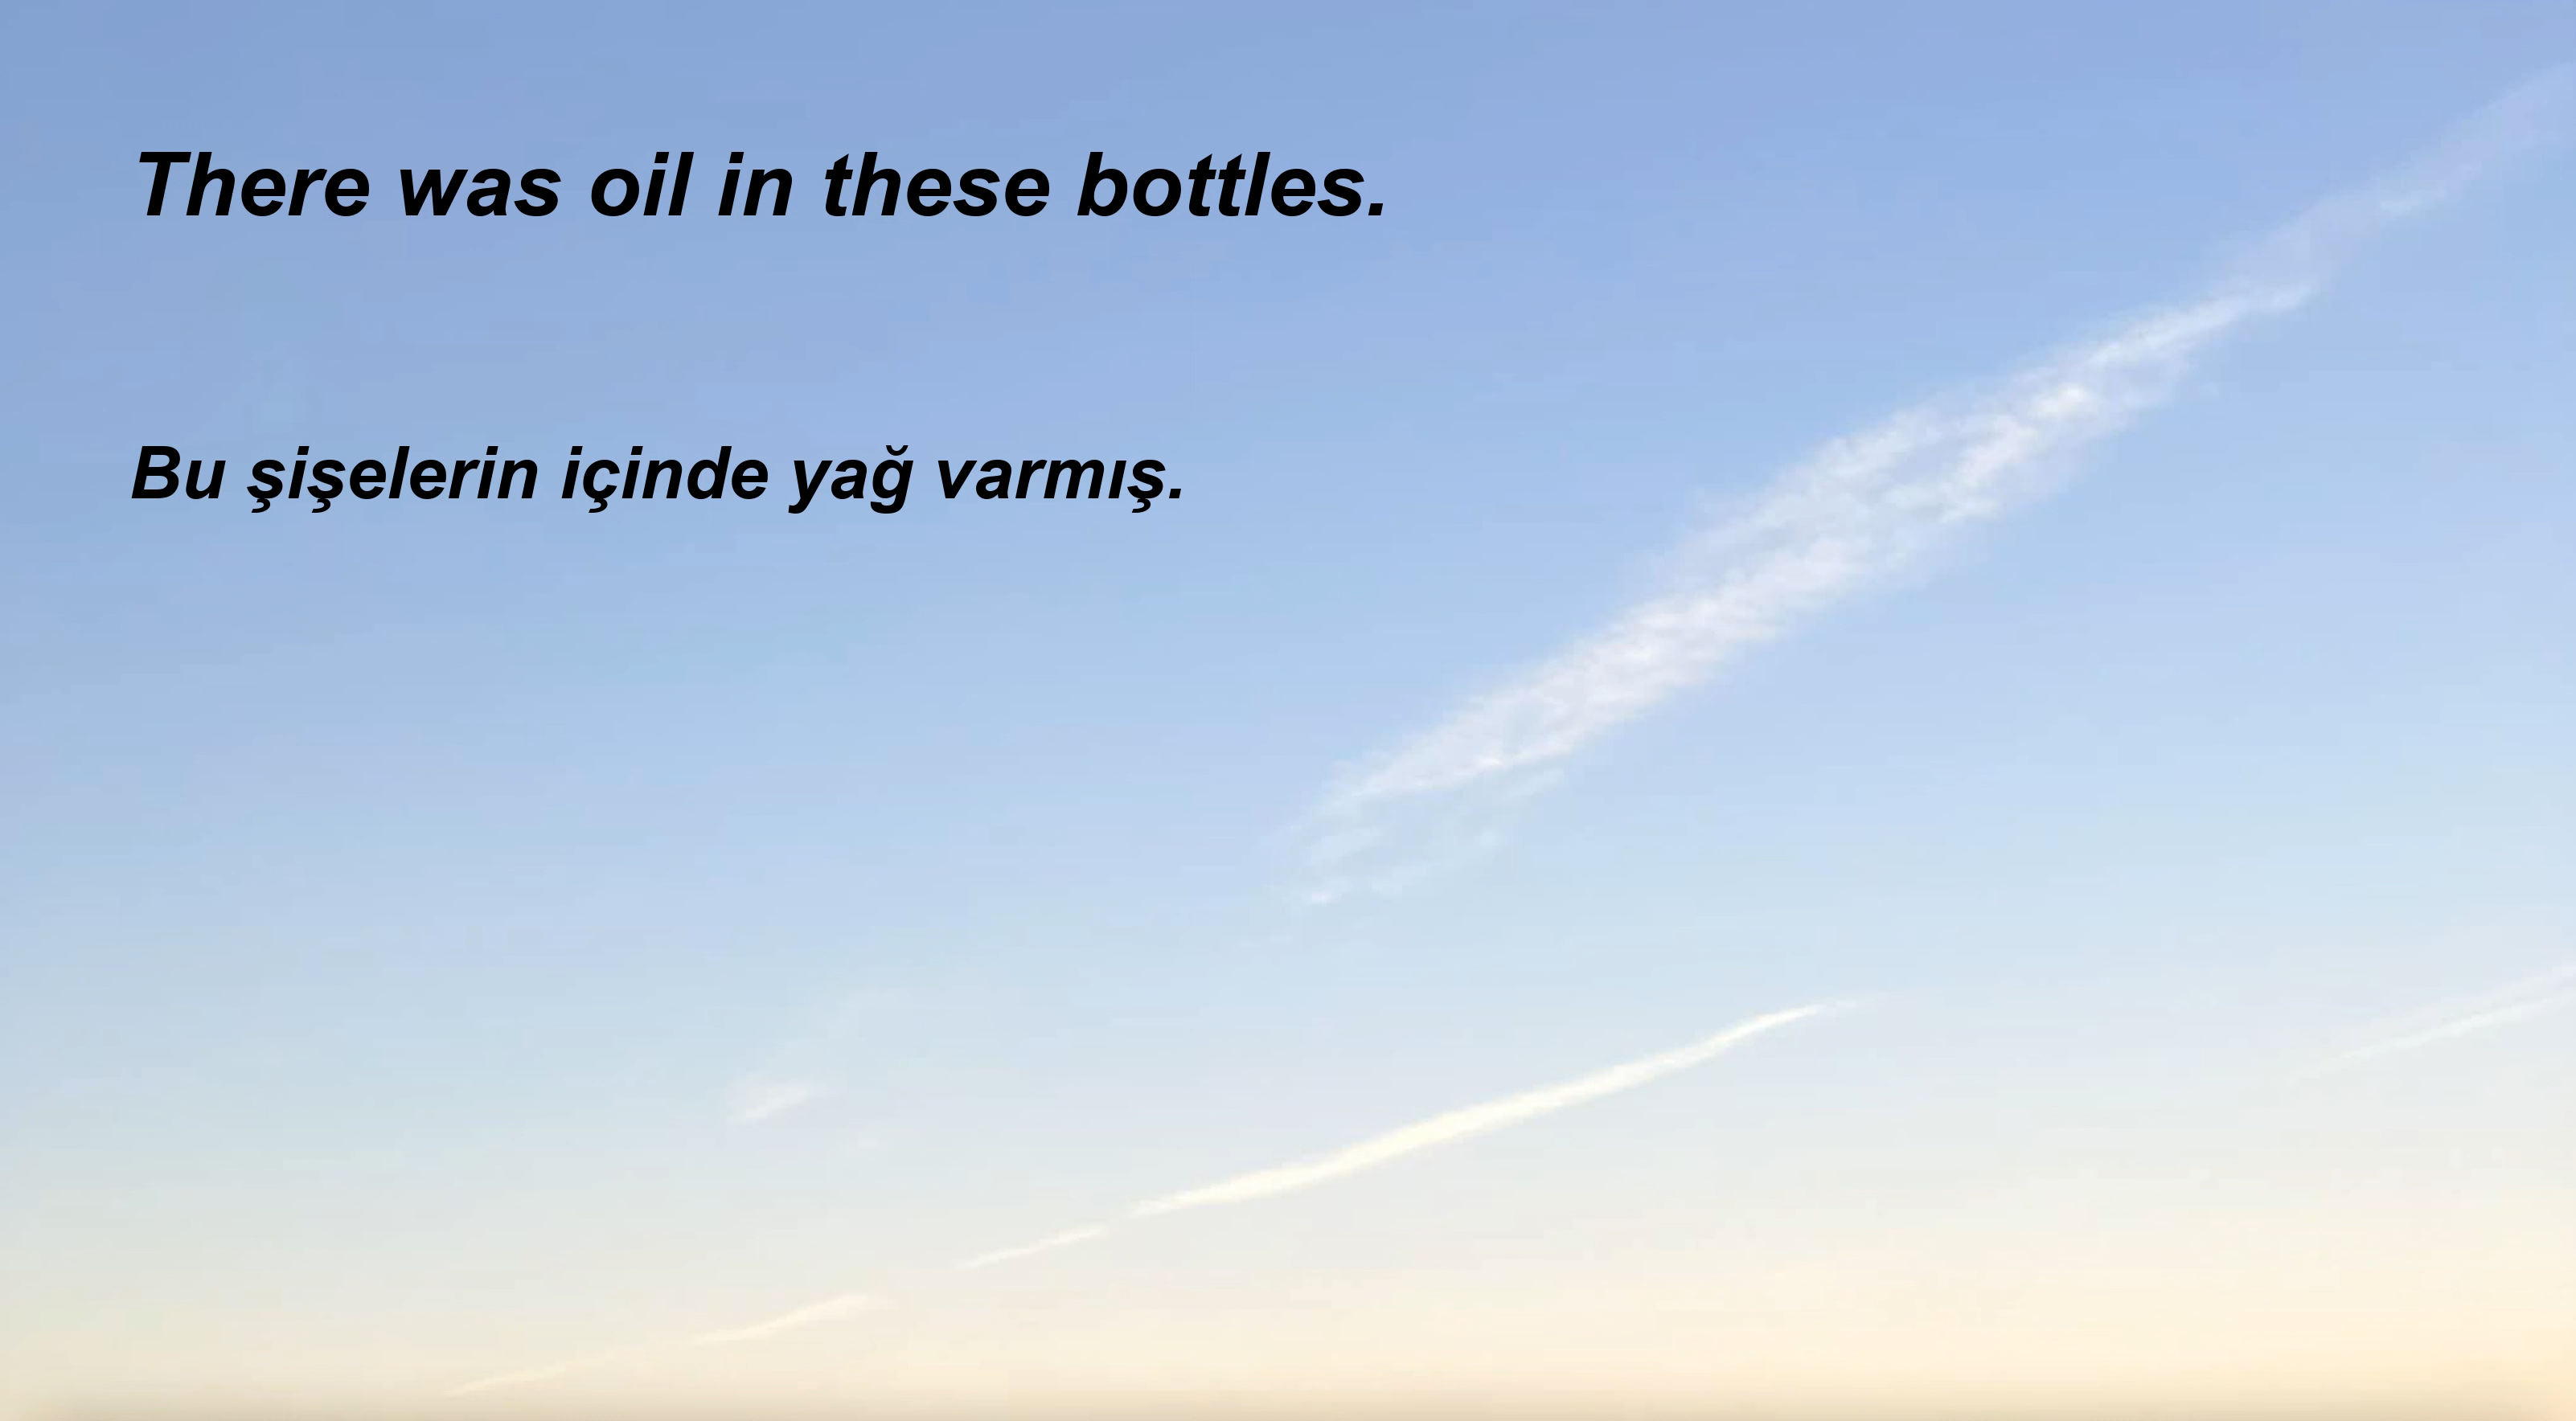 There was oil in these bottles.
Bu şişelerin içinde yağ varmış.